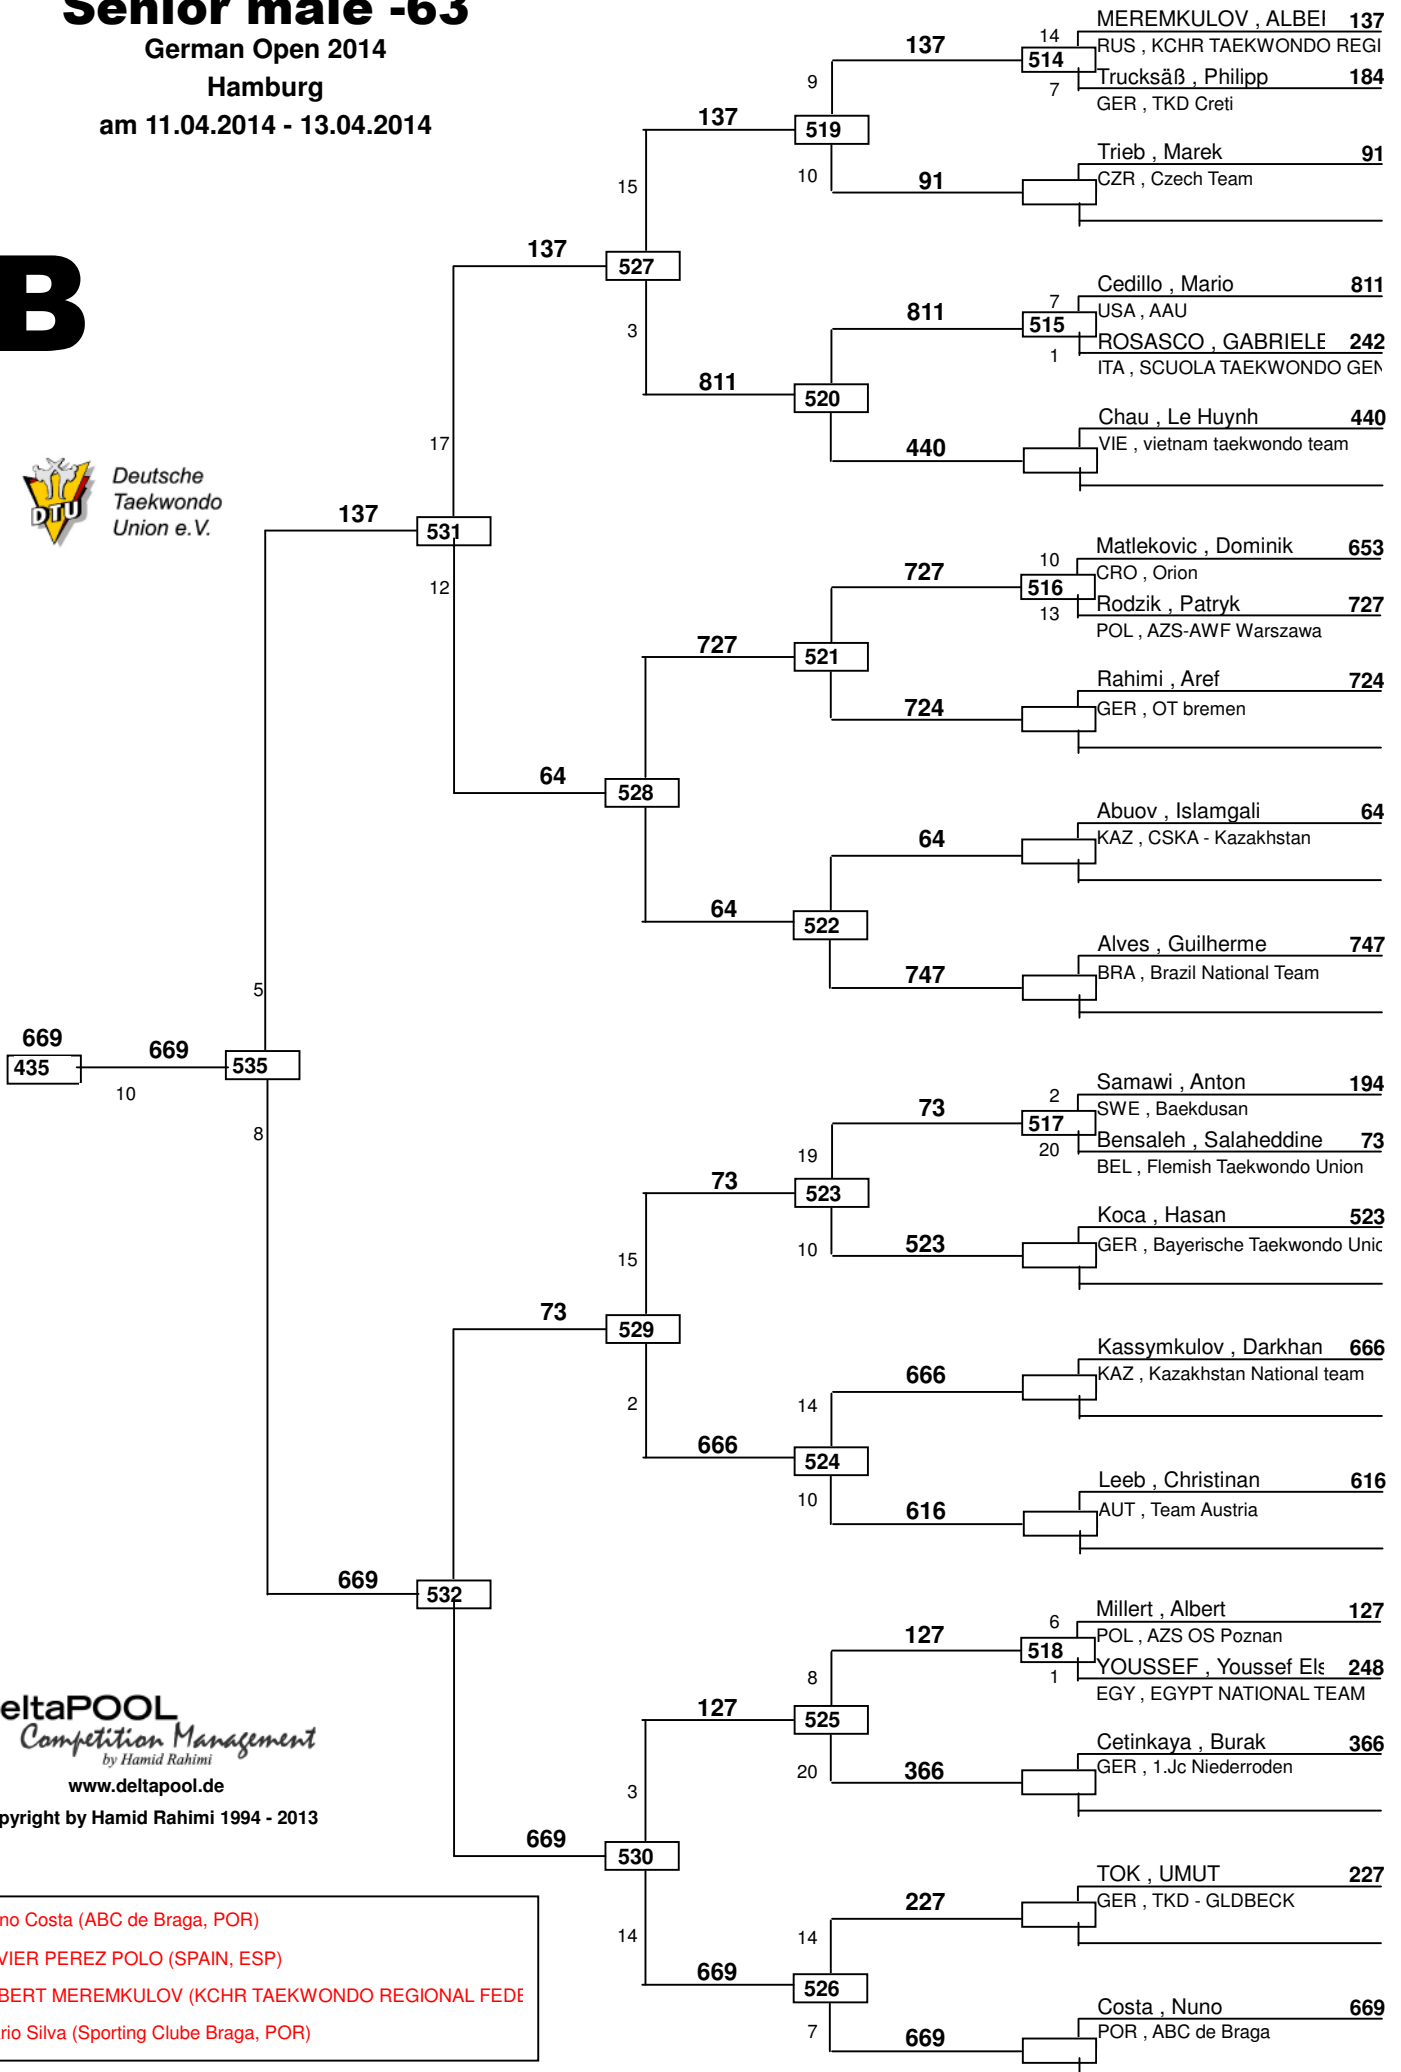 Senior male -63
German Open 2014
Hamburg
am 11.04.2014 - 13.04.2014
B
DTU
Deutsche
Taekwondo
Union e.V.
MEREMKULOV , ALBE 137
14
RUS , KCHR TAEKWONDO REGI
137
514
Trucksäß , Philipp 184
7
GER , TKD Creti
9
137
519
Trieb , Marek 91
10
91
CZR , Czech Team
15
137
527
Cedillo , Mario 811
7
USA , AAU
811
515
ROSASCO , GABRIELE 242
1
ITA , SCUOLA TAEKWONDO GEN
3
811
520
Chau , Le Huynh 440
440
VIE , vietnam taekwondo team
17
137
531
12
Matlekovic , Dominik 653
10
CRO , Orion
727
516
Rodzik , Patryk 727
13
POL , AZS-AWF Warszawa
727
521
Rahimi , Aref 724
724
GER , OT bremen
64
528
Abuov , Islamgali 64
64
KAZ , CSKA - Kazakhstan
64
522
Alves , Guilherme 747
747
BRA , Brazil National Team
5
669
435
669
535
10
8
Samawi , Anton 194
2
SWE , Baekdusan
73
517
Bensaleh , Salaheddine 73
20
BEL , Flemish Taekwondo Union
19
73
523
Koca , Hasan 523
10
523
GER , Bayerische Taekwondo Unio
15
73
529
Kassymkulov , Darkhan 666
666
KAZ , Kazakhstan National team
2
14
666
524
Leeb , Christinan 616
10
616
AUT , Team Austria
669
532
Millert , Albert 127
6
POL , AZS OS Poznan
127
518
YOUSSEF , Youssef Els 248
1
EGY , EGYPT NATIONAL TEAM
8
127
525
Cetinkaya , Burak 366
20
366
GER , 1.Jc Niederroden
3
669
530
TOK , UMUT 227
227
GER , TKD - GLDBECK
14
14
669
526
Costa , Nuno 669
7
669
POR , ABC de Braga
eltaPOOL
Competition Management
by Hamid Rahimi
www.deltapool.de
pyright by Hamid Rahimi 1994 - 2013
no Costa (ABC de Braga, POR)
VIER PEREZ POLO (SPAIN, ESP)
BERT MEREMKULOV (KCHR TAEKWONDO REGIONAL FEDE
rio Silva (Sporting Clube Braga, POR)